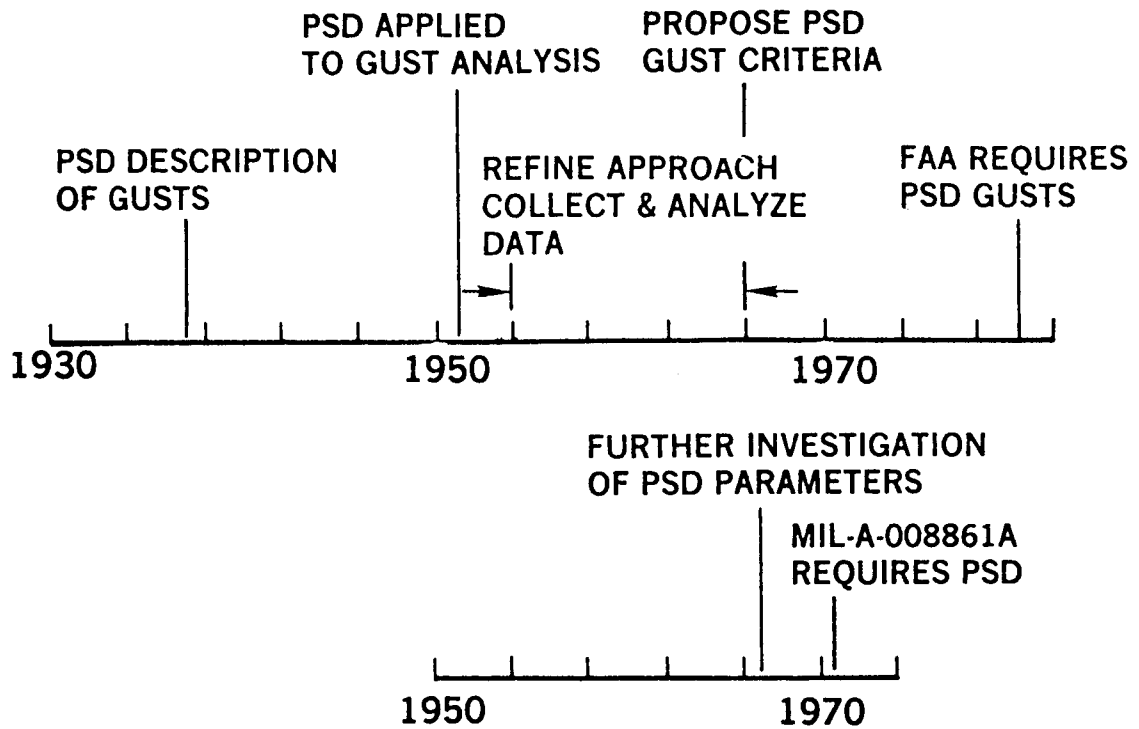 PSD APPLIED
TO GUST ANALYSIS
PROPOSE PSD
GUST CRITERIA
PSD DESCRIPTION
OF GUSTS
REFINE APPROACH
COLLECT & ANALYZE
DATA
FAA REQUIRES
PSD GUSTS
1930
1950
1970
FURTHER INVESTIGATION
OF PSD PARAMETERS
MIL-A-008861A
REQUIRES PSD
1950
1970